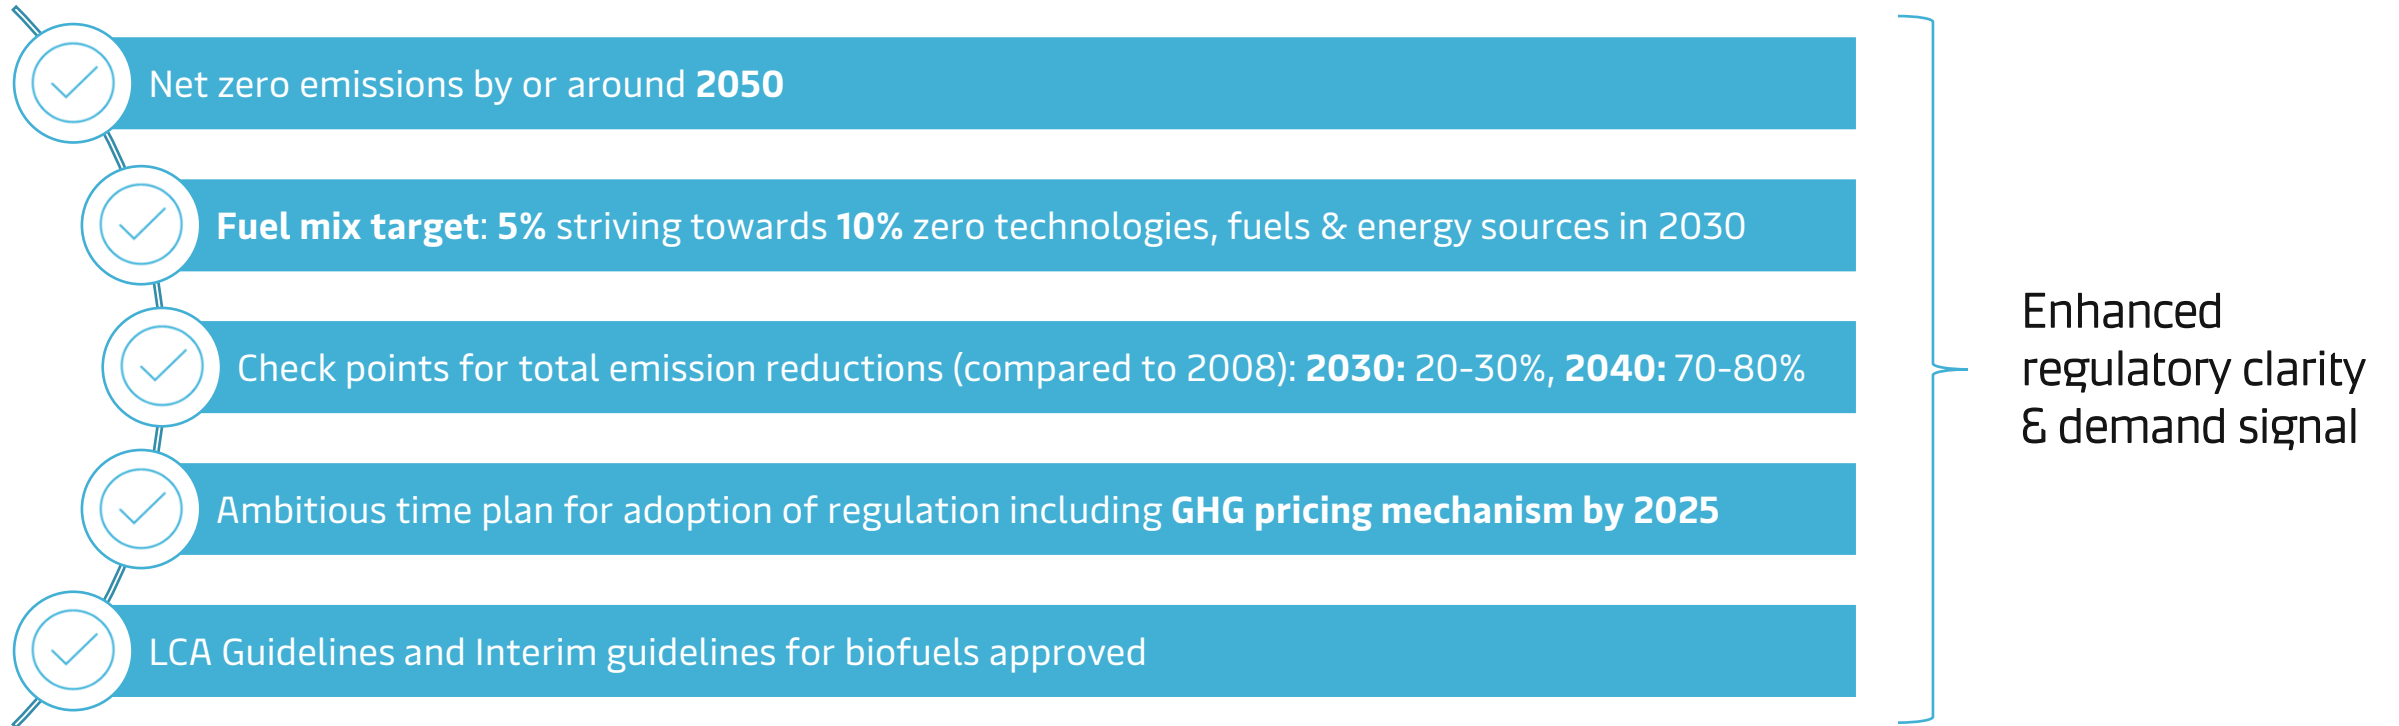 Net zero emissions by or around 2050
Fuel mix target: 5% striving towards 10% zero technologies, fuels & energy sources in 2030
Check points for total emission reductions (compared to 2008): 2030: 20-30%, 2040: 70-80%
Ambitious time plan for adoption of regulation including GHG pricing mechanism by 2025
LCA Guidelines and Interim guidelines for biofuels approved
Enhanced
regulatory clarity
& demand signal